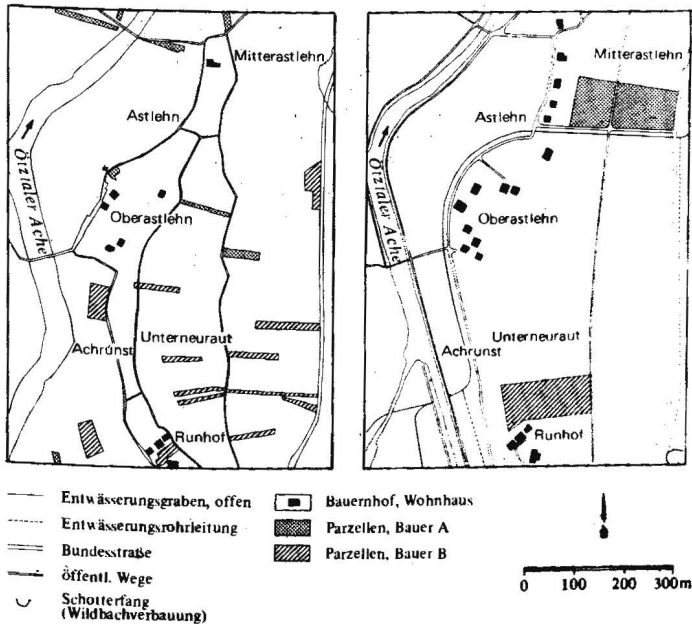 Mitterastlehn
Astlehn
Ötztaler Ache
Oberastlehn
Achrunst
Unterneuraut
Runhof
Mitterastlehn
Astlehn
Ötztaler Ache
Oberastlehn
Unterneuraut
Achrunst
Runhof
Entwässerungsgraben, offen
Entwässerungsrohrleitung
Bundesstraße
öffentl. Wege
Schotterfang
(Wildbachverbauung)
Bauernhof, Wohnhaus
Parzellen, Bauer A
Parzellen, Bauer B
0 100 200 300m